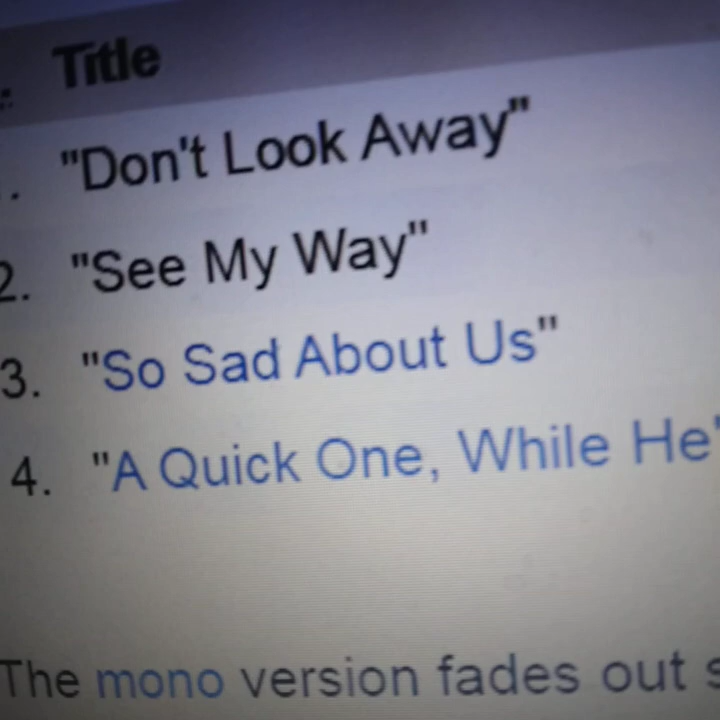 Title
"Don't Look Away"
2. "See My Way"
3. "So Sad About Us"
4. "A Quick One, While He'
The mono version fades out s